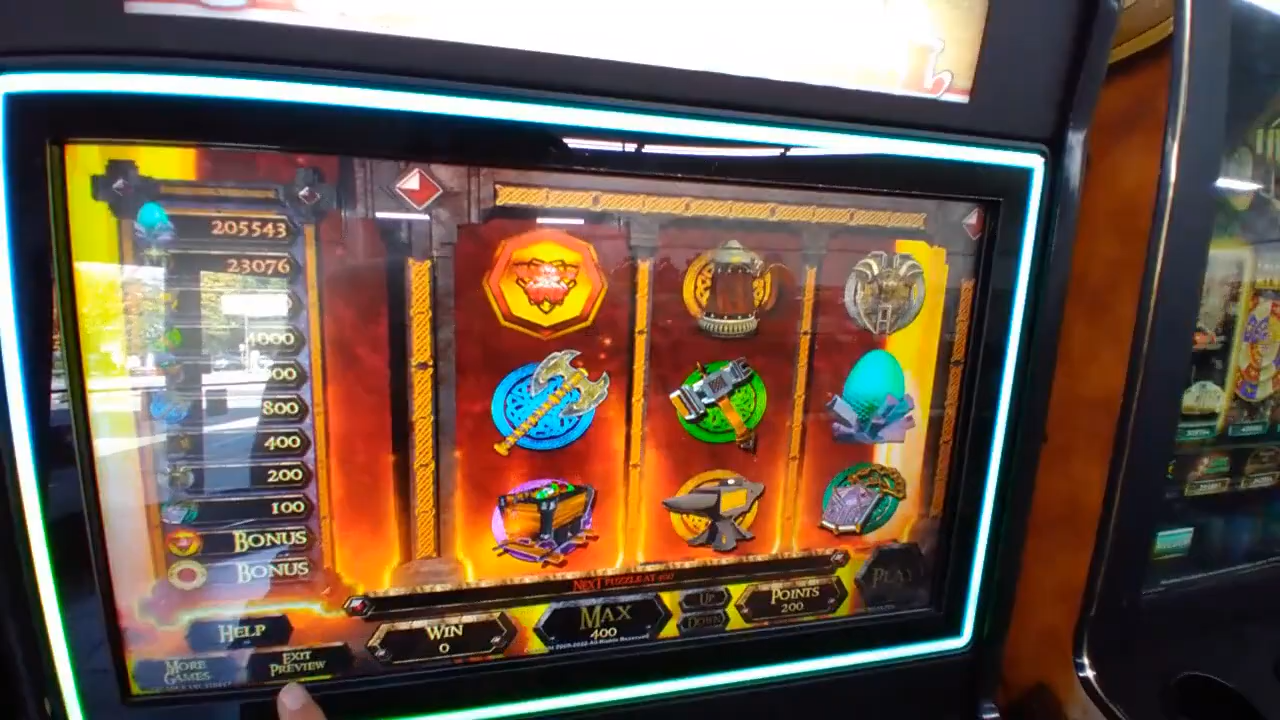 205543
23076
4000
800
400
200
100
BONUS
BONUS
NEXT PUZZLE AT 400
HELP
WIN
0
MAX
400
UP
DOWN
POINTS
200
PLAY
MORE
GAMES
EXIT
PREVIEW